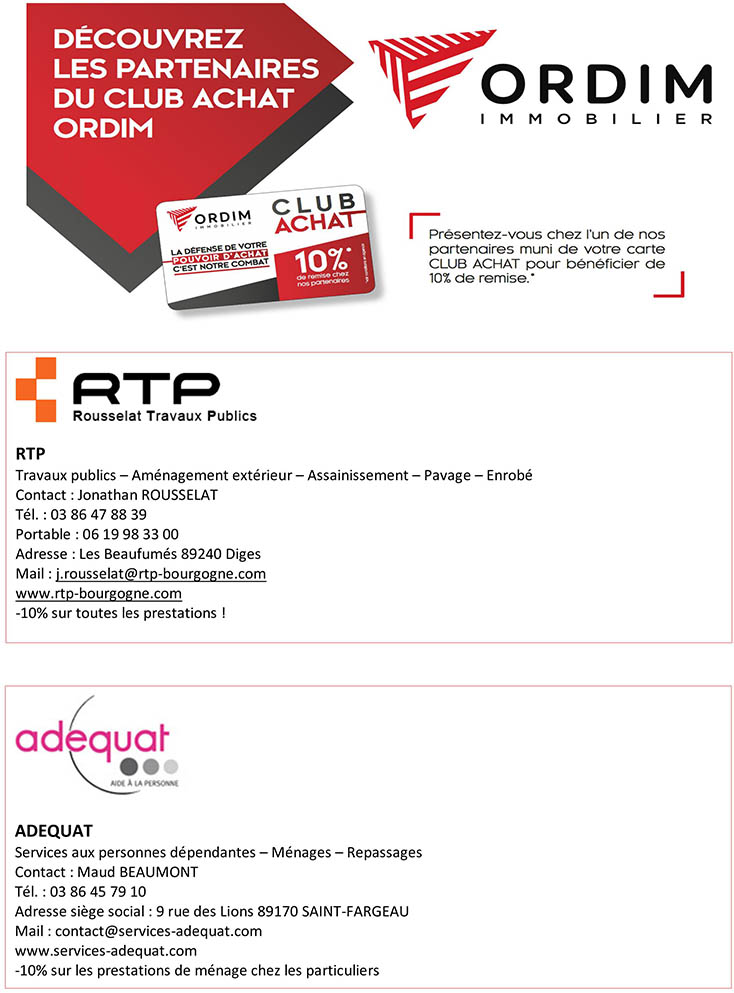 DÉCOUVREZ
LES PARTENAIRES
DU CLUB ACHAT
ORDIM
ORDIM
IMMOBILIER
ORDIM
IMMOBILIER
CLUB
ACHAT
LA DÉFENSE DE VOTRE
POUVOIR D'ACHAT
C'EST NOTRE COMBAT
10%*
de remise chez
nos partenaires
Présentez-vous chez l'un de nos
partenaires muni de votre carte
CLUB ACHAT pour bénéficier de
10% de remise.*
RTP
Rousselat Travaux Publics
RTP
Travaux publics – Aménagement extérieur – Assainissement – Pavage – Enrobé
Contact : Jonathan ROUSSELAT
Tél. : 03 86 47 88 39
Portable : 06 19 98 33 00
Adresse : Les Beaufumés 89240 Diges
Mail : j.rousselat@rtp-bourgogne.com
www.rtp-bourgogne.com
-10% sur toutes les prestations !
adequat
AIDE À LA PERSONNE
ADEQUAT
Services aux personnes dépendantes – Ménages – Repassages
Contact : Maud BEAUMONT
Tél. : 03 86 45 79 10
Adresse siège social : 9 rue des Lions 89170 SAINT-FARGEAU
Mail : contact@services-adequat.com
www.services-adequat.com
-10% sur les prestations de ménage chez les particuliers